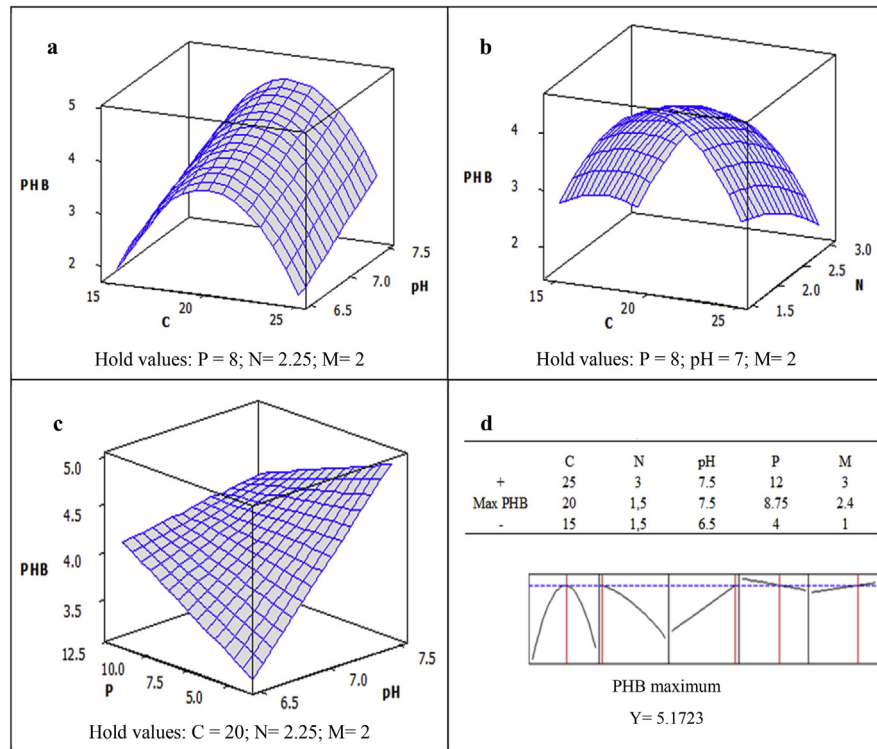 a
5
4
PHB
3
2
15
20
C
25
6.5
7.0
7.5
pH
Hold values: P = 8; N= 2.25; M= 2
b
4
PHB
3
2
15
20
C
25
1.5
2.0
2.5
3.0
N
Hold values: P = 8; pH = 7; M= 2
c
5.0
4.5
4.0
PHB
3.5
12.5
10.0
P
7.5
5.0
6.5
7.0
pH
7.5
Hold values: C = 20; N= 2.25; M= 2
d
C N pH P M
+ 25 3 7.5 12 3
Max PHB 20 1,5 7.5 8.75 2.4
- 15 1,5 6.5 4 1
PHB maximum
Y= 5.1723